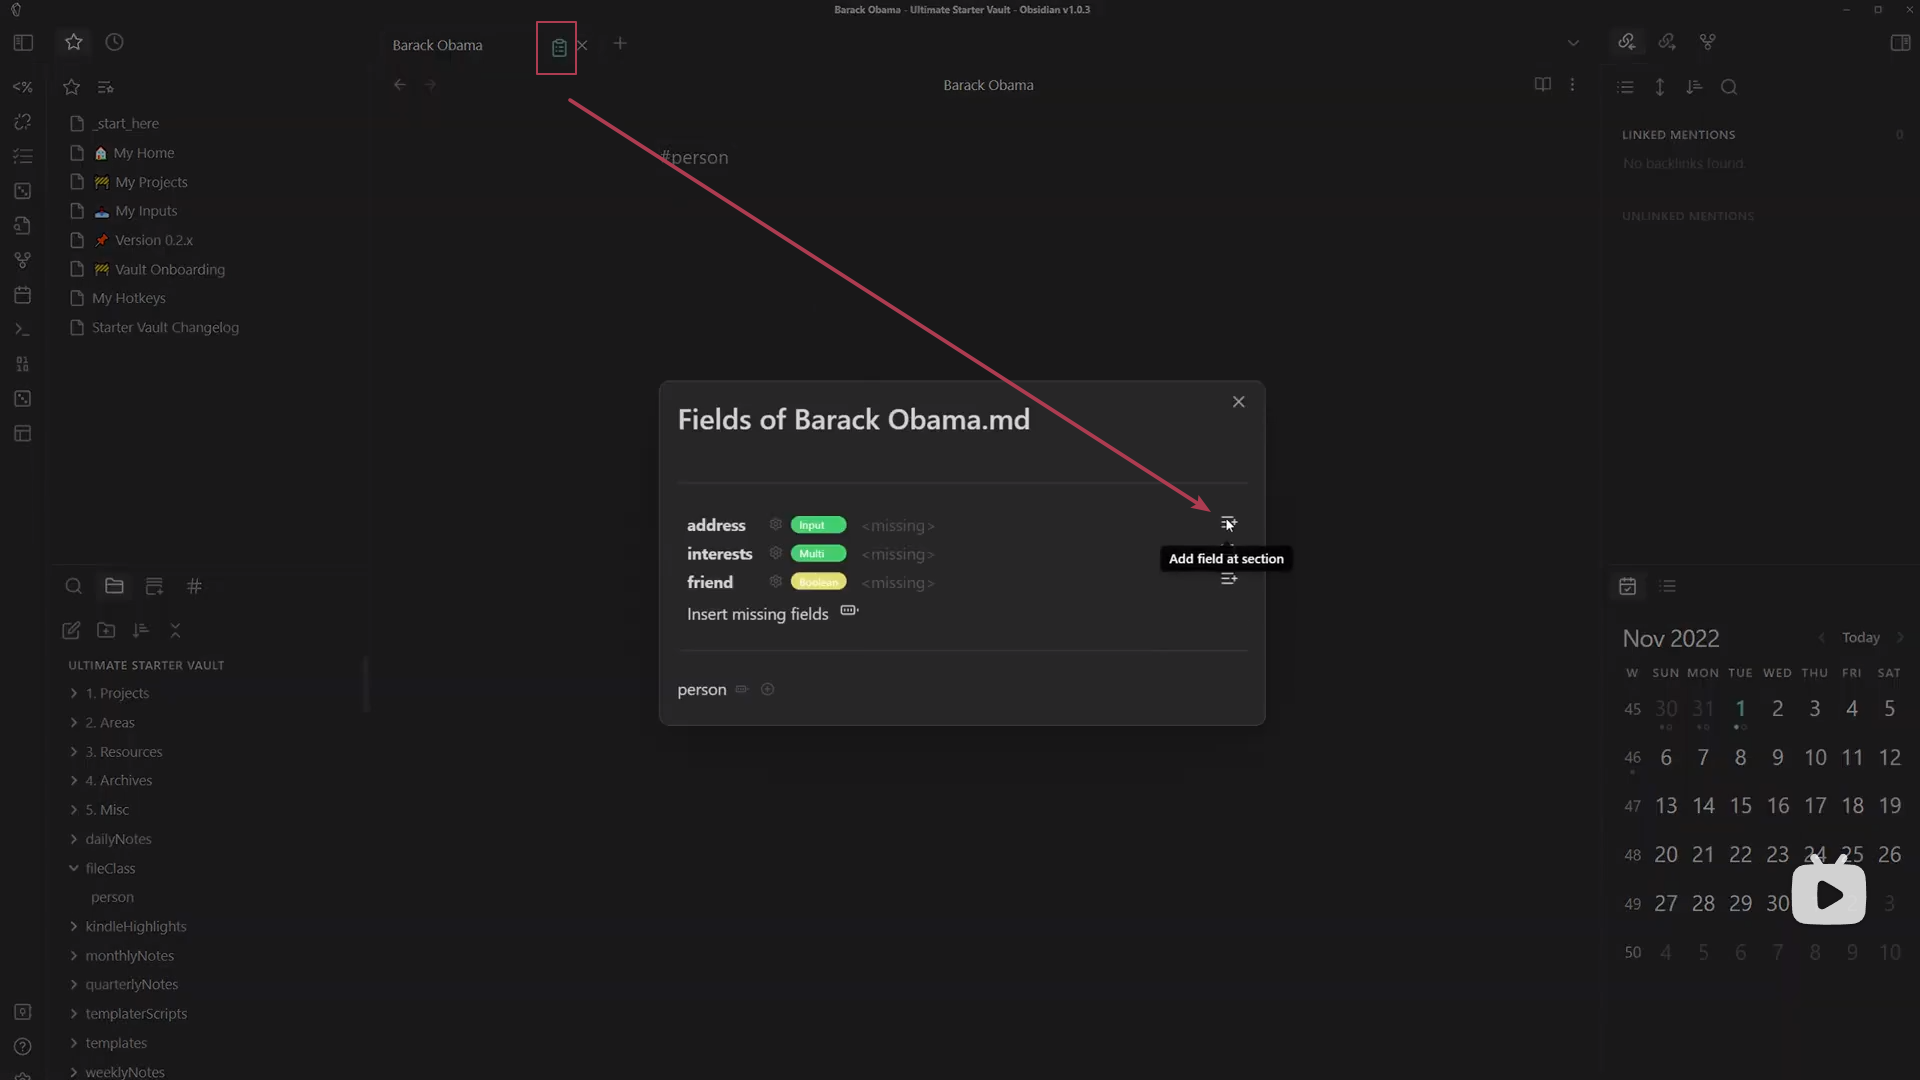 Barack Obama - Ultimate Starter Vault - Obsidian v1.0.3
Barack Obama
<%
_start_here
My Home
My Projects
My Inputs
Version 0.2.x
Vault Onboarding
My Hotkeys
Starter Vault Changelog
ULTIMATE STARTER VAULT
1. Projects
2. Areas
3. Resources
4. Archives
5. Misc
dailyNotes
fileClass
person
kindleHighlights
monthlyNotes
quarterlyNotes
templaterScripts
templates
weeklyNotes
Barack Obama
#person
Fields of Barack Obama.md
address Input <missing>
interests Multi <missing>
friend Boolean <missing>
Insert missing fields
Add field at section
person
LINKED MENTIONS 0
No backlinks found.
UNLINKED MENTIONS
Nov 2022 Today
W SUN MON TUE WED THU FRI SAT
45 30 31 1 2 3 4 5
46 6 7 8 9 10 11 12
47 13 14 15 16 17 18 19
48 20 21 22 23 24 25 26
49 27 28 29 30 3
50 4 5 6 7 8 9 10